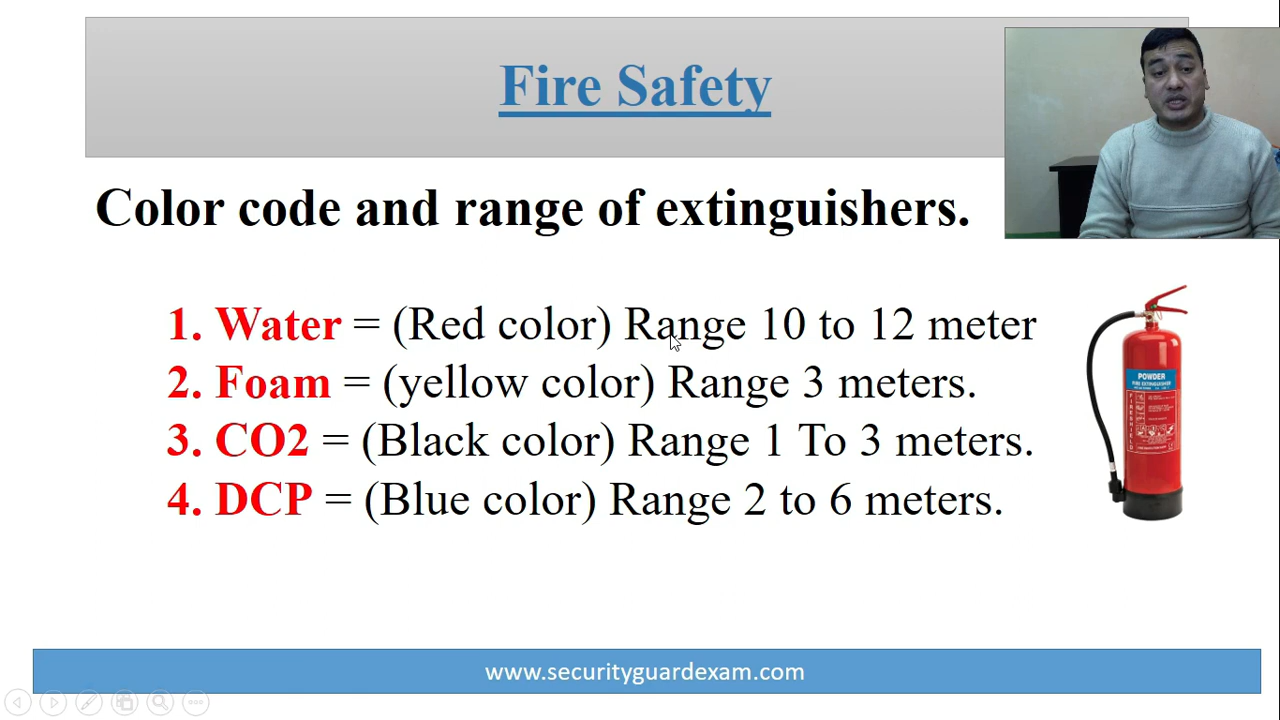 Fire Safety
Color code and range of extinguishers.
1. Water = (Red color) Range 10 to 12 meter
2. Foam = (yellow color) Range 3 meters.
3. CO2 = (Black color) Range 1 To 3 meters.
4. DCP = (Blue color) Range 2 to 6 meters.
POWDER
FIRE EXTINGUISHER
FIRESHIELD
www.securityguardexam.com